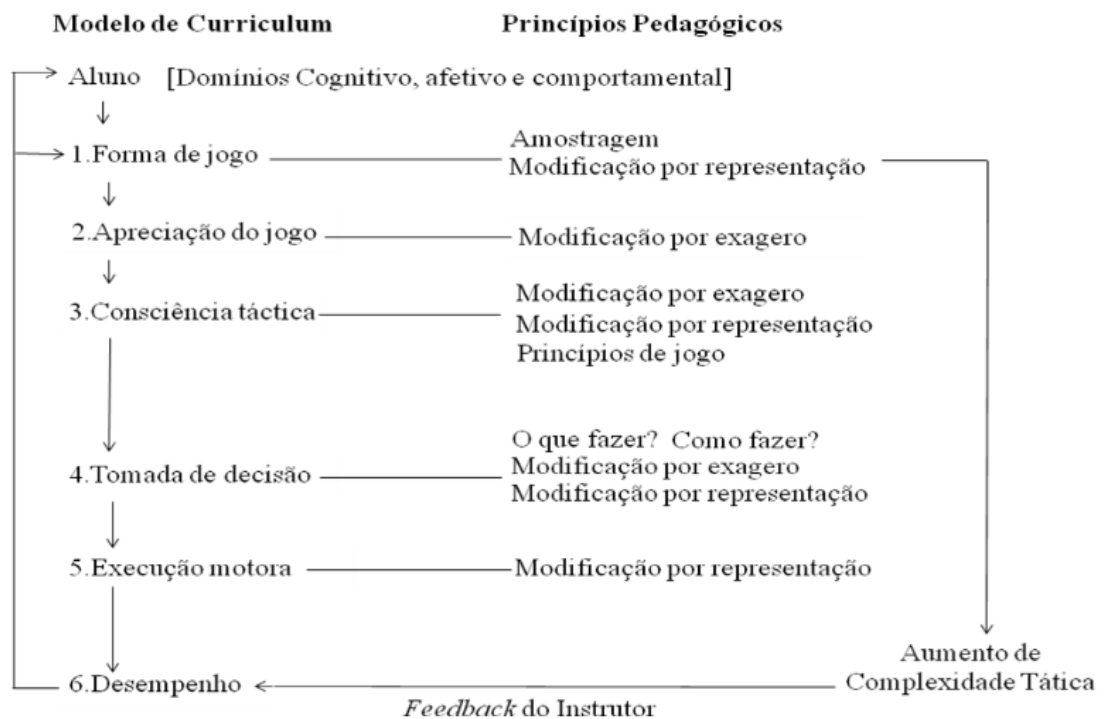 Modelo de Curriculum Princípios Pedagógicos
Aluno [Domínios Cognitivo, afetivo e comportamental]
Amostragem
1.Forma de jogo
Modificação por representação
2.Apreciação do jogo Modificação por exagero
Modificação por exagero
3.Consciência táctica
Modificação por representação
Princípios de jogo
O que fazer? Como fazer?
4.Tomada de decisão Modificação por exagero
Modificação por representação
5.Execução motora Modificação por representação
Aumento de
6.Desempenho Complexidade Tática
Feedback do Instrutor